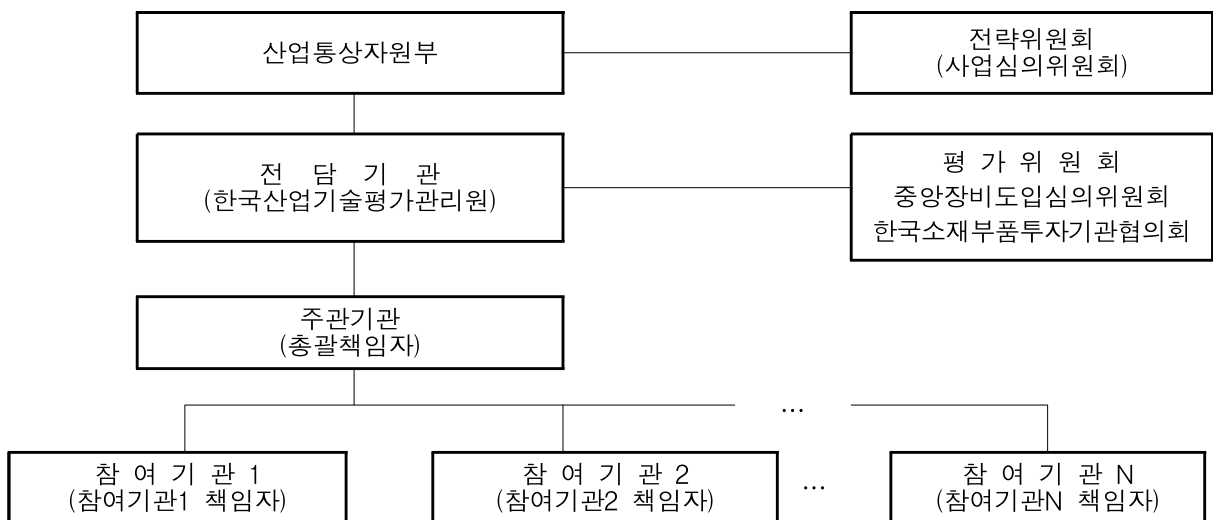 산업통상자원부
전략위원회
(사업심의위원회)
전 담 기 관
(한국산업기술평가관리원)
평 가 위 원 회
중앙장비도입심의위원회
한국소재부품투자기관협의회
주관기관
(총괄책임자)
...
참 여 기 관 1
(참여기관1 책임자)
참 여 기 관 2
(참여기관2 책임자)
...
참 여 기 관 N
(참여기관N 책임자)